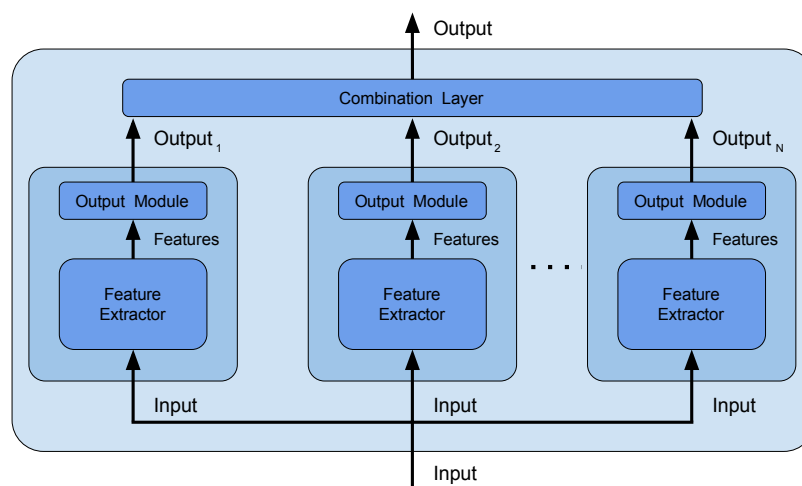 Output
Combination Layer
Output 1
Output 2
Output N
Output Module
Output Module
Output Module
Features
Features
Features
. . . .
Feature
Extractor
Feature
Extractor
Feature
Extractor
Input
Input
Input
Input